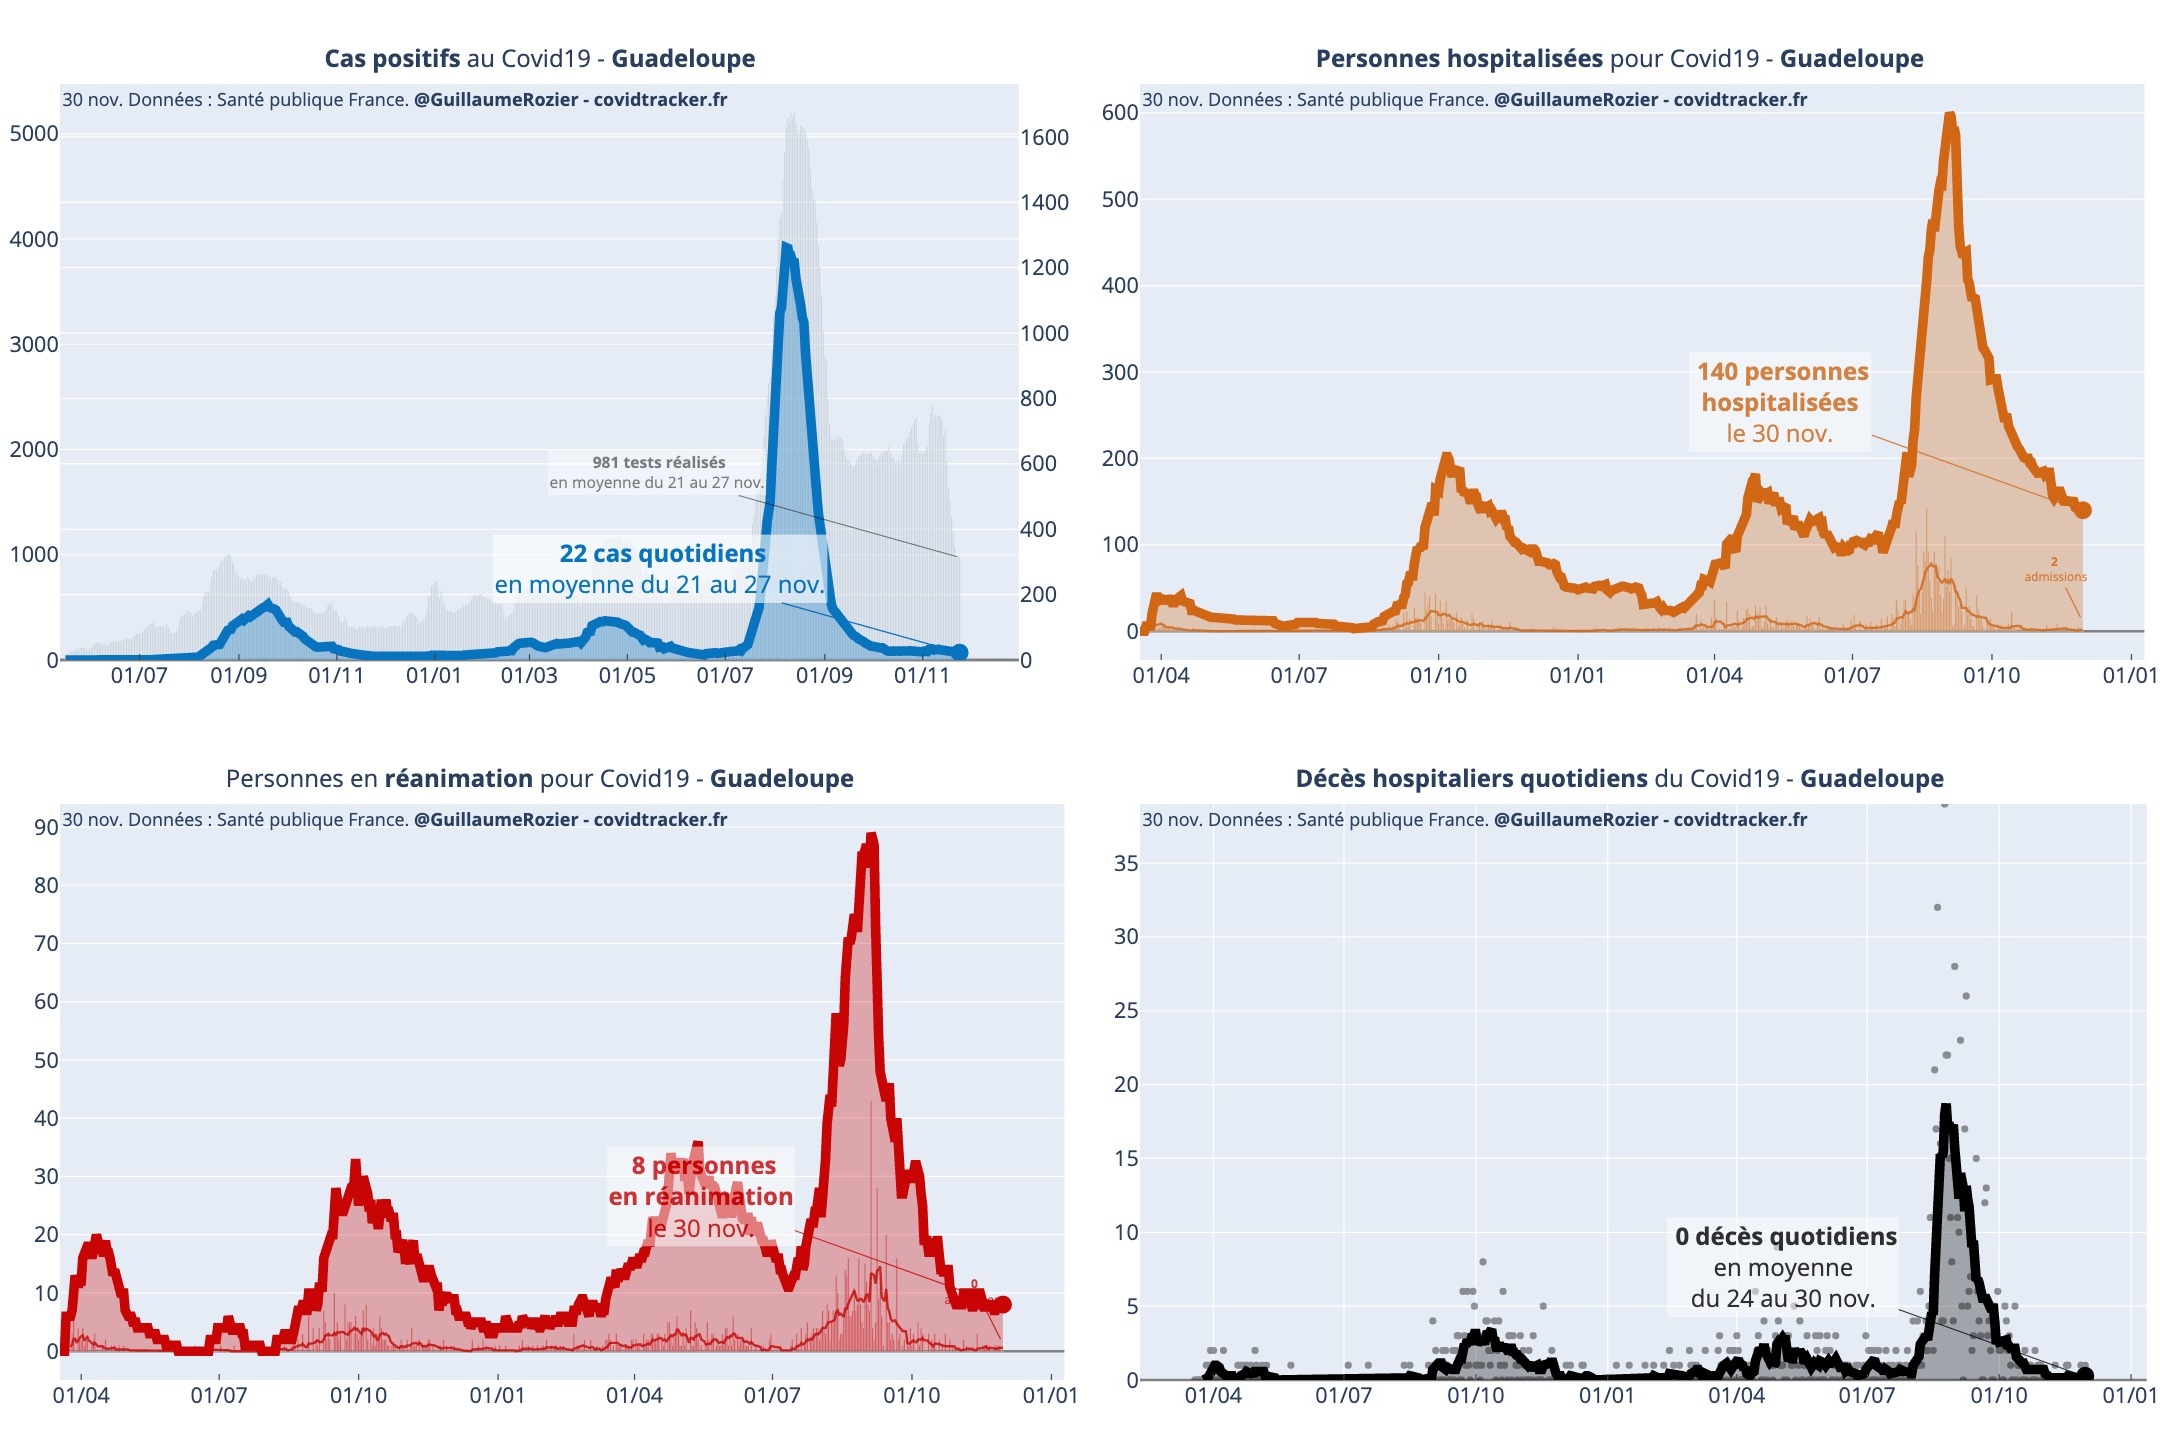 Cas positifs au Covid19 - Guadeloupe
30 nov. Données : Santé publique France. @GuillaumeRozier - covidtracker.fr
5000
4000
3000
2000
1000
0
1600
1400
1200
1000
800
600
400
200
0
981 tests réalisés
en moyenne du 21 au 27 nov.
22 cas quotidiens
en moyenne du 21 au 27 nov.
01/07 01/09 01/11 01/01 01/03 01/05 01/07 01/09 01/11
Personnes hospitalisées pour Covid19 - Guadeloupe
30 nov. Données : Santé publique France. @GuillaumeRozier - covidtracker.fr
600
500
400
300
200
100
0
140 personnes
hospitalisées
le 30 nov.
2
admissions
01/04 01/07 01/10 01/01 01/04 01/07 01/10 01/01
Personnes en réanimation pour Covid19 - Guadeloupe
30 nov. Données : Santé publique France. @GuillaumeRozier - covidtracker.fr
90
80
70
60
50
40
30
20
10
0
8 personnes
en réanimation
le 30 nov.
0
01/04 01/07 01/10 01/01 01/04 01/07 01/10 01/01
Décès hospitaliers quotidiens du Covid19 - Guadeloupe
30 nov. Données : Santé publique France. @GuillaumeRozier - covidtracker.fr
35
30
25
20
15
10
5
0
0 décès quotidiens
en moyenne
du 24 au 30 nov.
01/04 01/07 01/10 01/01 01/04 01/07 01/10 01/01